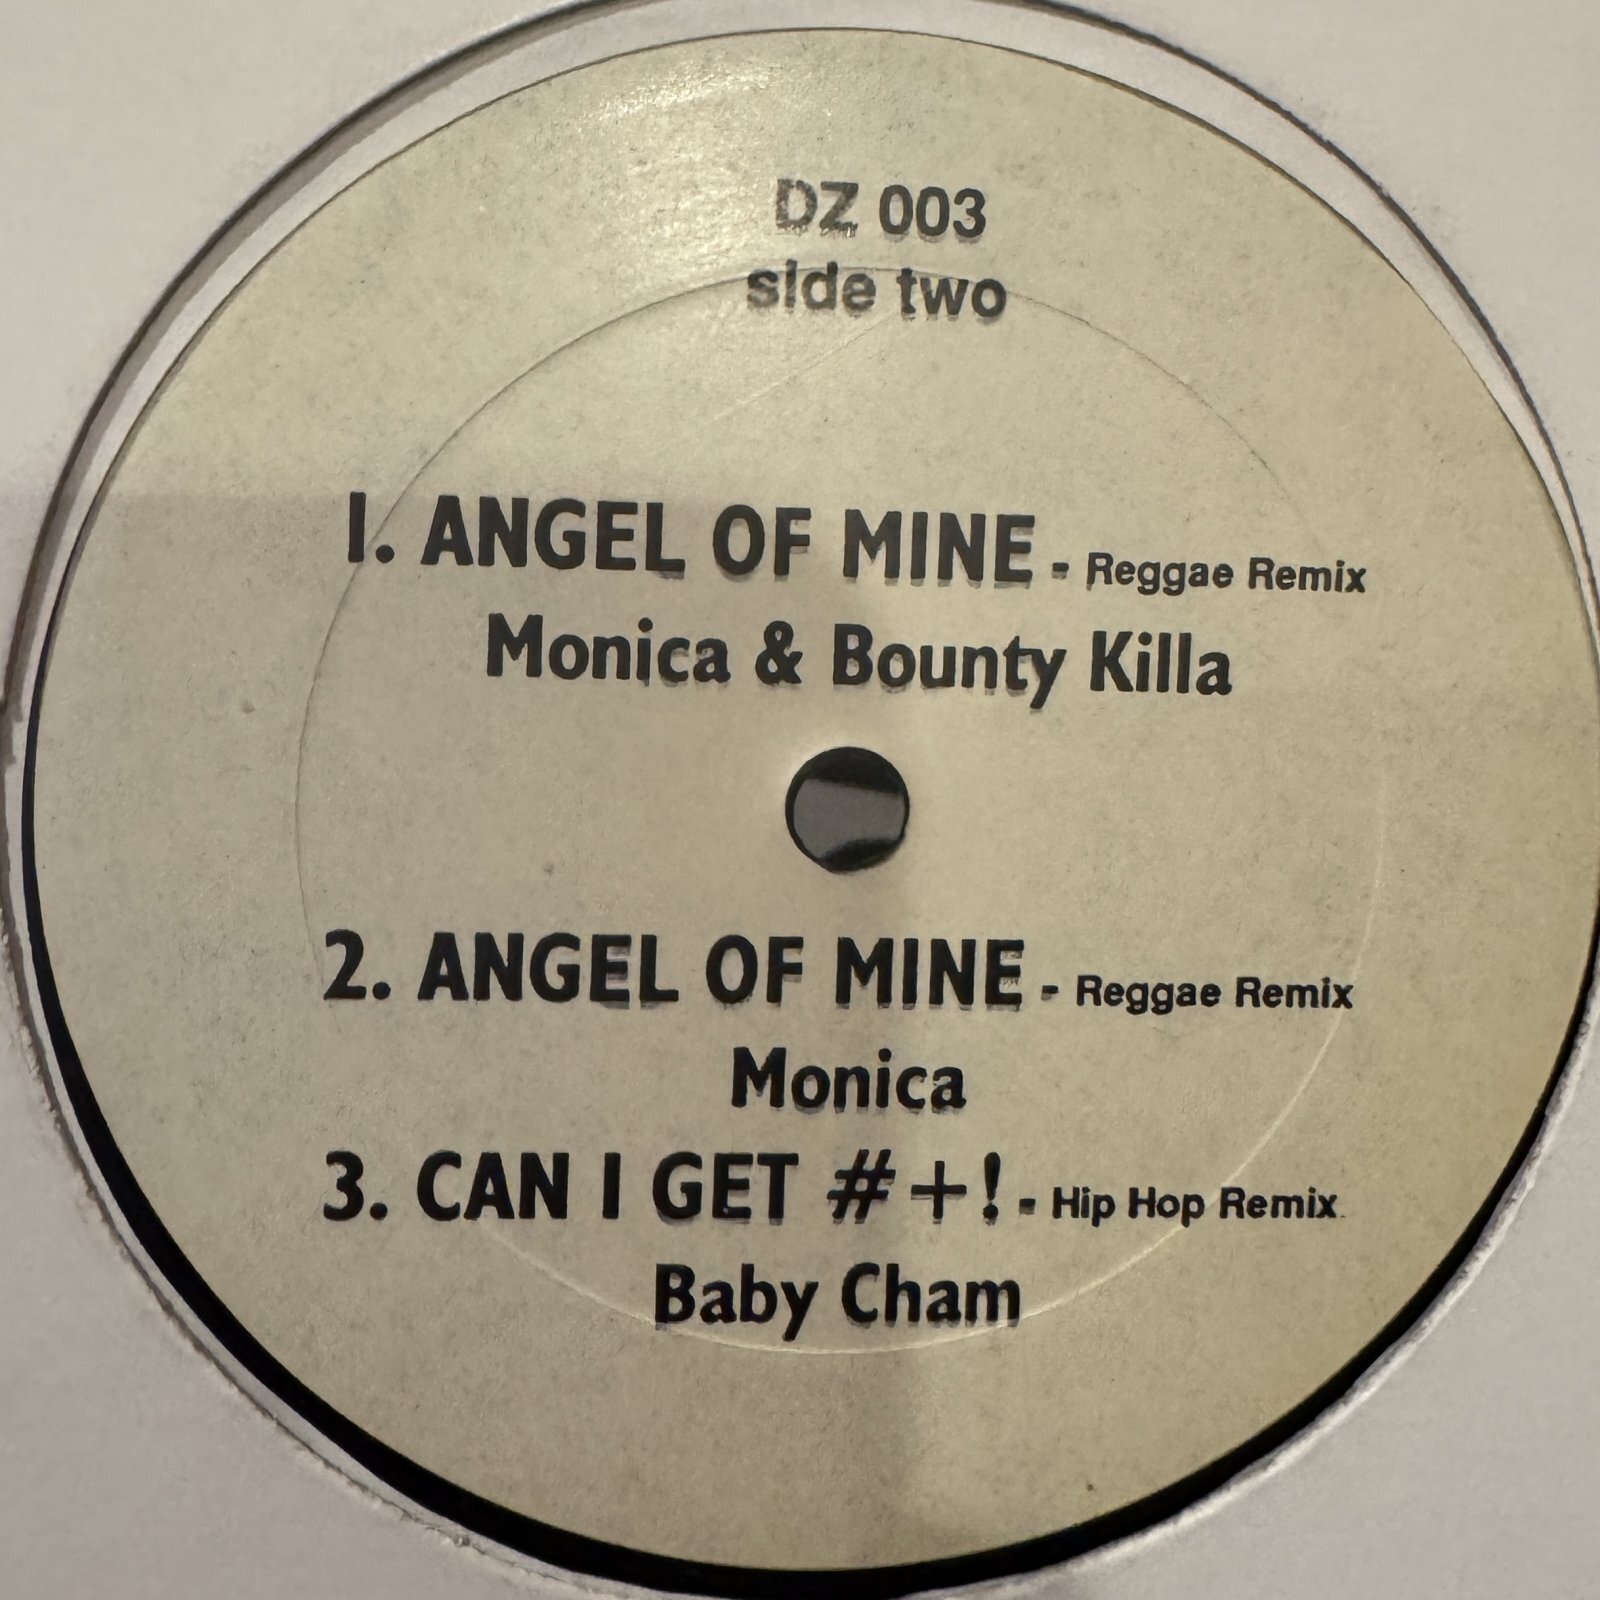 DZ 003
side two
1. ANGEL OF MINE - Reggae Remix
Monica & Bounty Killa
2. ANGEL OF MINE - Reggae Remix
Monica
3. CAN I GET #+! - Hip Hop Remix
Baby Cham